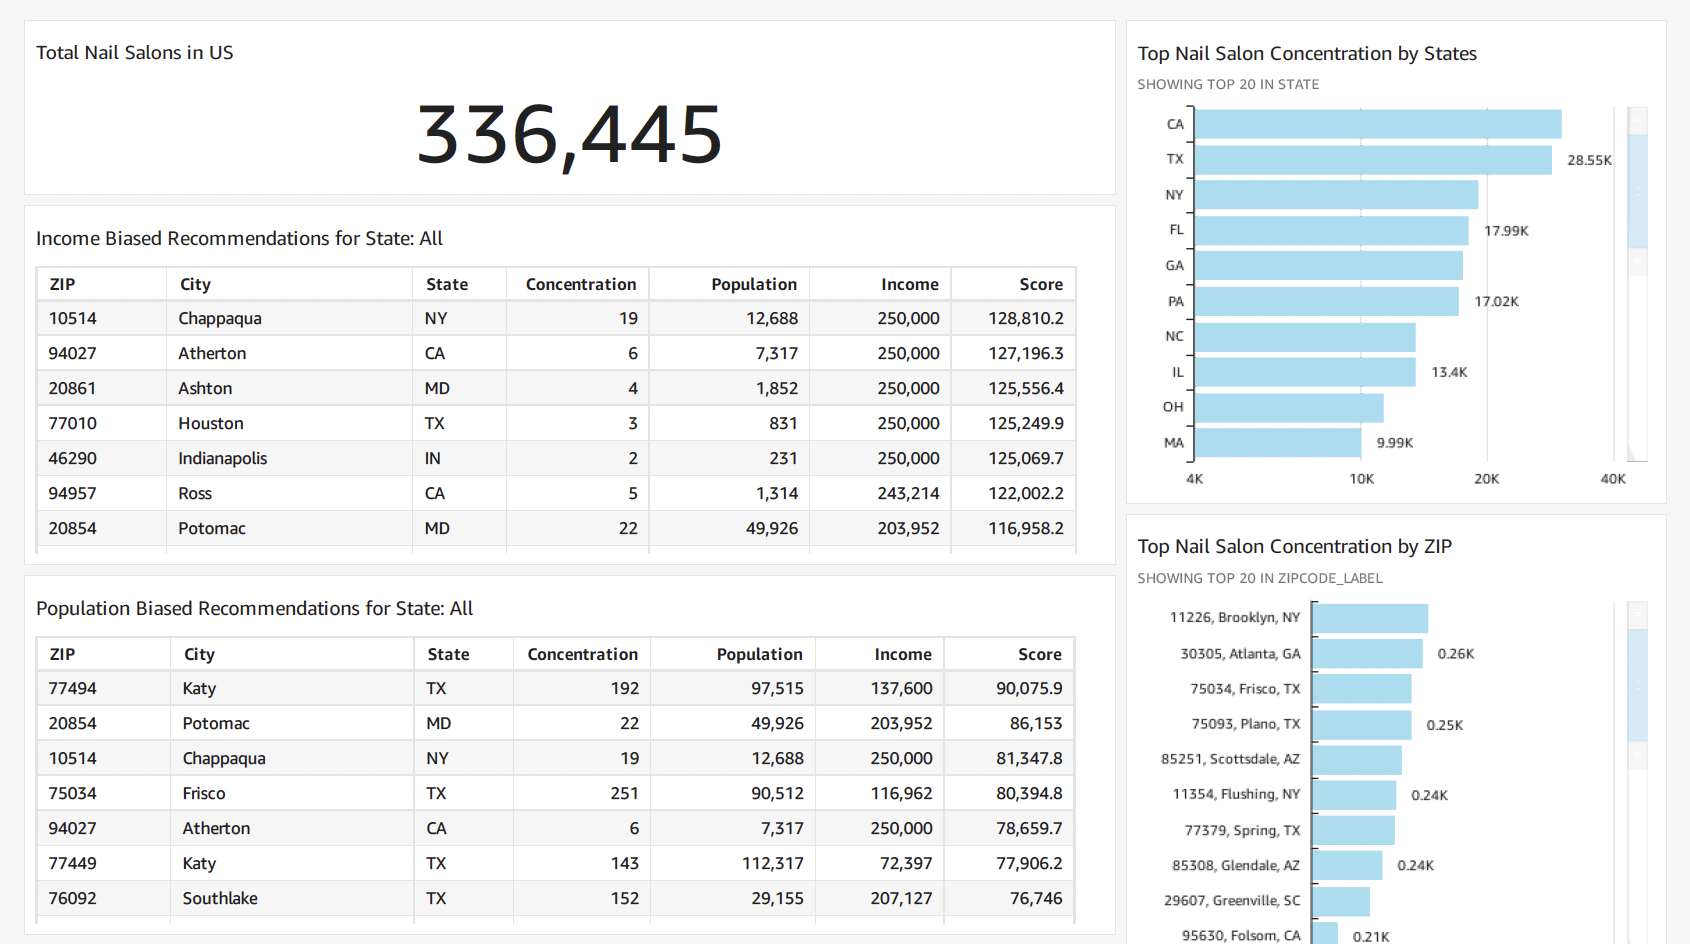 Total Nail Salons in US
336,445
Income Biased Recommendations for State: All
ZIP City State Concentration Population Income Score
10514 Chappaqua NY 19 12,688 250,000 128,810.2
94027 Atherton CA 6 7,317 250,000 127,196.3
20861 Ashton MD 4 1,852 250,000 125,556.4
77010 Houston TX 3 831 250,000 125,249.9
46290 Indianapolis IN 2 231 250,000 125,069.7
94957 Ross CA 5 1,314 243,214 122,002.2
20854 Potomac MD 22 49,926 203,952 116,958.2
Population Biased Recommendations for State: All
ZIP City State Concentration Population Income Score
77494 Katy TX 192 97,515 137,600 90,075.9
20854 Potomac MD 22 49,926 203,952 86,153
10514 Chappaqua NY 19 12,688 250,000 81,347.8
75034 Frisco TX 251 90,512 116,962 80,394.8
94027 Atherton CA 6 7,317 250,000 78,659.7
77449 Katy TX 143 112,317 72,397 77,906.2
76092 Southlake TX 152 29,155 207,127 76,746
Top Nail Salon Concentration by States
SHOWING TOP 20 IN STATE
CA
TX 28.55K
NY
FL 17.99K
GA
PA 17.02K
NC
IL 13.4K
OH
MA 9.99K
4K 10K 20K 40K
Top Nail Salon Concentration by ZIP
SHOWING TOP 20 IN ZIPCODE_LABEL
11226, Brooklyn, NY
30305, Atlanta, GA 0.26K
75034, Frisco, TX
75093, Plano, TX 0.25K
85251, Scottsdale, AZ
11354, Flushing, NY 0.24K
77379, Spring, TX
85308, Glendale, AZ 0.24K
29607, Greenville, SC
95630, Folsom, CA 0.21K